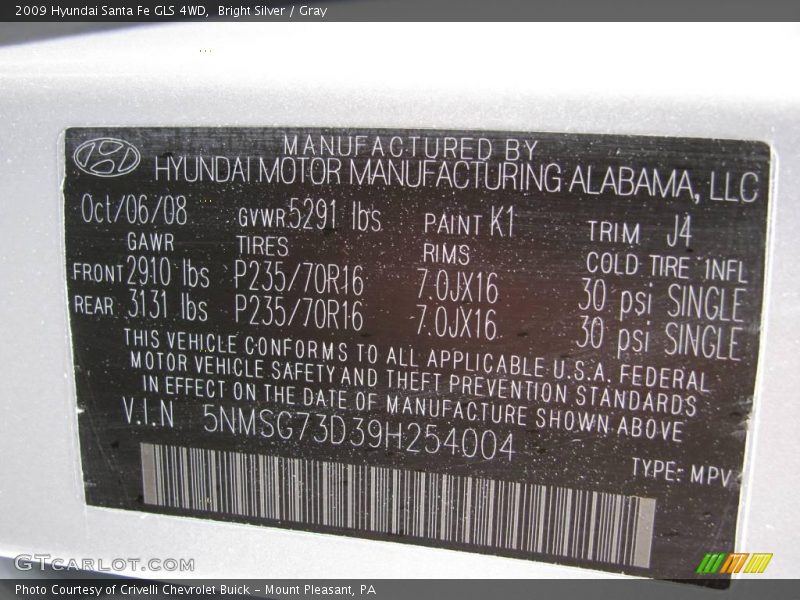 2009 Hyundai Santa Fe GLS 4WD, Bright Silver / Gray
MANUFACTURED BY
HYUNDAI MOTOR MANUFACTURING ALABAMA, LLC
Oct/06/08 GVWR 5291 lbs PAINT K1 TRIM J4
GAWR TIRES RIMS COLD TIRE INFL
FRONT 2910 lbs P235/70R16 7.0JX16 30 psi SINGLE
REAR 3131 lbs P235/70R16 7.0JX16 30 psi SINGLE
THIS VEHICLE CONFORMS TO ALL APPLICABLE U.S.A. FEDERAL
MOTOR VEHICLE SAFETY AND THEFT PREVENTION STANDARDS
IN EFFECT ON THE DATE OF MANUFACTURE SHOWN ABOVE
V.I.N 5NMSG73D39H254004
TYPE: MPV
GTcarlot.com
Photo Courtesy of Crivelli Chevrolet Buick - Mount Pleasant, PA